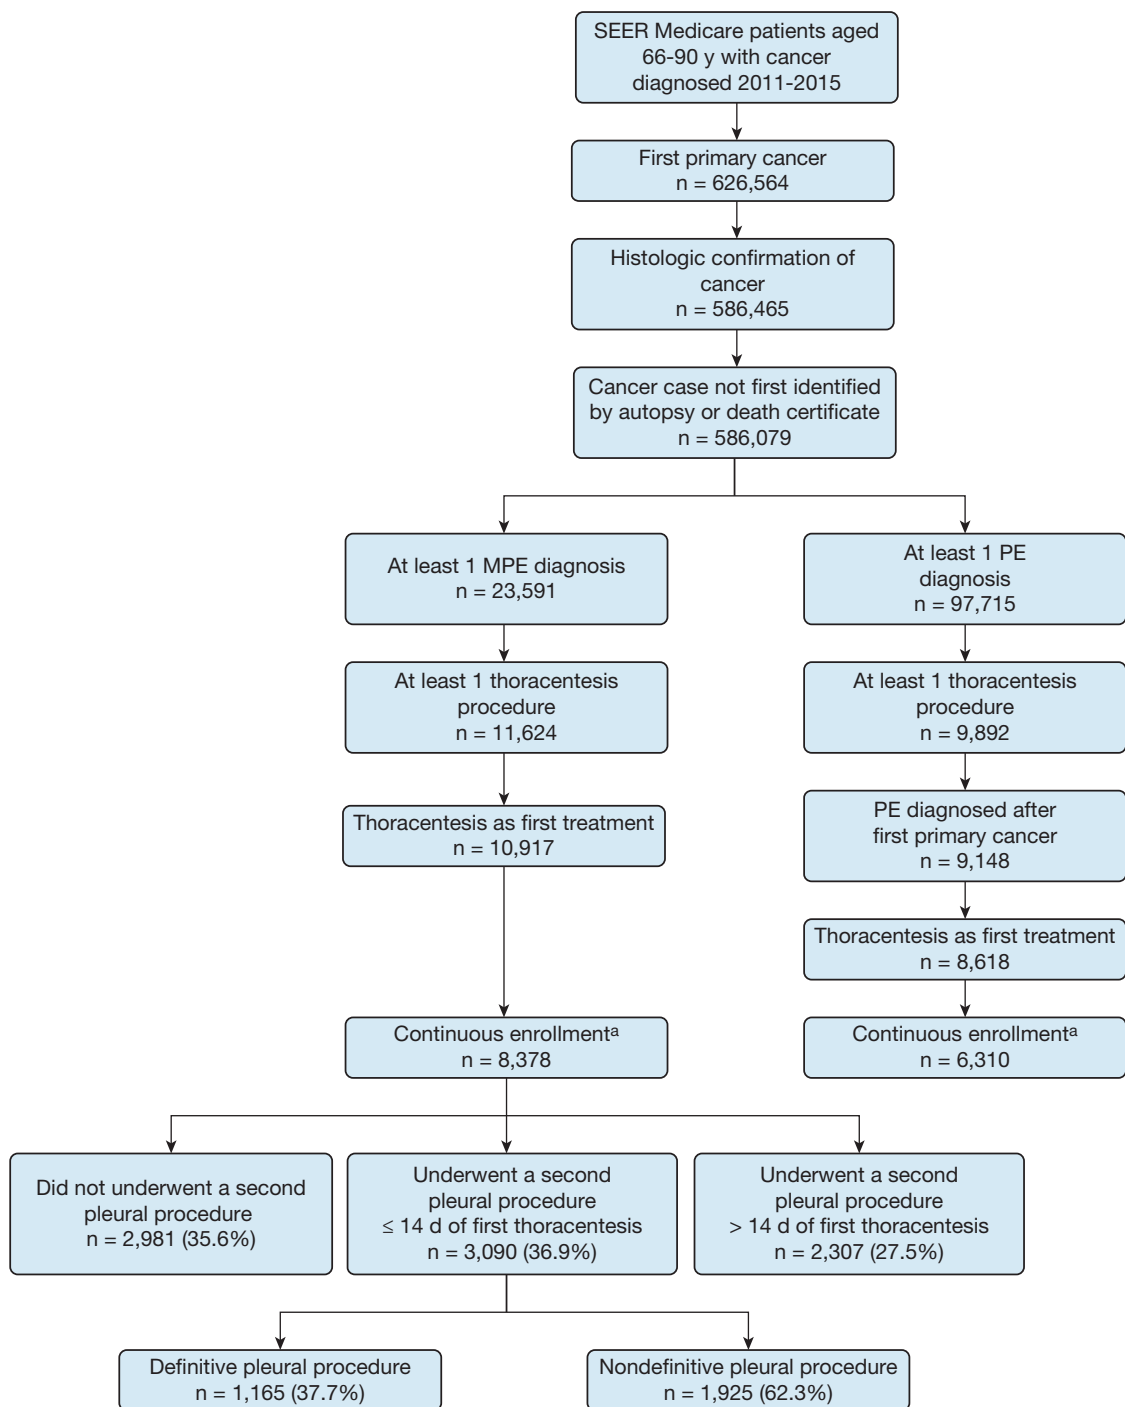 SEER Medicare patients aged
66-90 y with cancer
diagnosed 2011-2015
First primary cancer
n = 626,564
Histologic confirmation of
cancer
n = 586,465
Cancer case not first identified
by autopsy or death certificate
n = 586,079
At least 1 MPE diagnosis
n = 23,591
At least 1 thoracentesis
procedure
n = 11,624
Thoracentesis as first treatment
n = 10,917
Continuous enrollmentᵃ
n = 8,378
At least 1 PE
diagnosis
n = 97,715
At least 1 thoracentesis
procedure
n = 9,892
PE diagnosed after
first primary cancer
n = 9,148
Thoracentesis as first treatment
n = 8,618
Continuous enrollmentᵃ
n = 6,310
Did not underwent a second
pleural procedure
n = 2,981 (35.6%)
Underwent a second
pleural procedure
≤ 14 d of first thoracentesis
n = 3,090 (36.9%)
Underwent a second
pleural procedure
> 14 d of first thoracentesis
n = 2,307 (27.5%)
Definitive pleural procedure
n = 1,165 (37.7%)
Nondefinitive pleural procedure
n = 1,925 (62.3%)